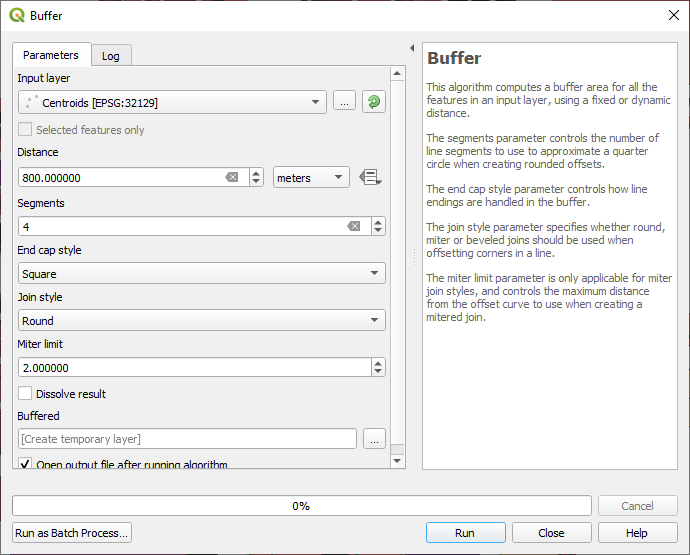 Buffer
Parameters
Log
Input layer
Centroids [EPSG:32129]
...
Selected features only
Distance
800.000000
meters
Segments
4
End cap style
Square
Join style
Round
Miter limit
2.000000
Dissolve result
Buffered
[Create temporary layer]
...
Open output file after running algorithm
Buffer
This algorithm computes a buffer area for all the
features in an input layer, using a fixed or dynamic
distance.
The segments parameter controls the number of
line segments to use to approximate a quarter
circle when creating rounded offsets.
The end cap style parameter controls how line
endings are handled in the buffer.
The join style parameter specifies whether round,
miter or beveled joins should be used when
offsetting corners in a line.
The miter limit parameter is only applicable for miter
join styles, and controls the maximum distance
from the offset curve to use when creating a
mitered join.
0%
Cancel
Run as Batch Process...
Run
Close
Help